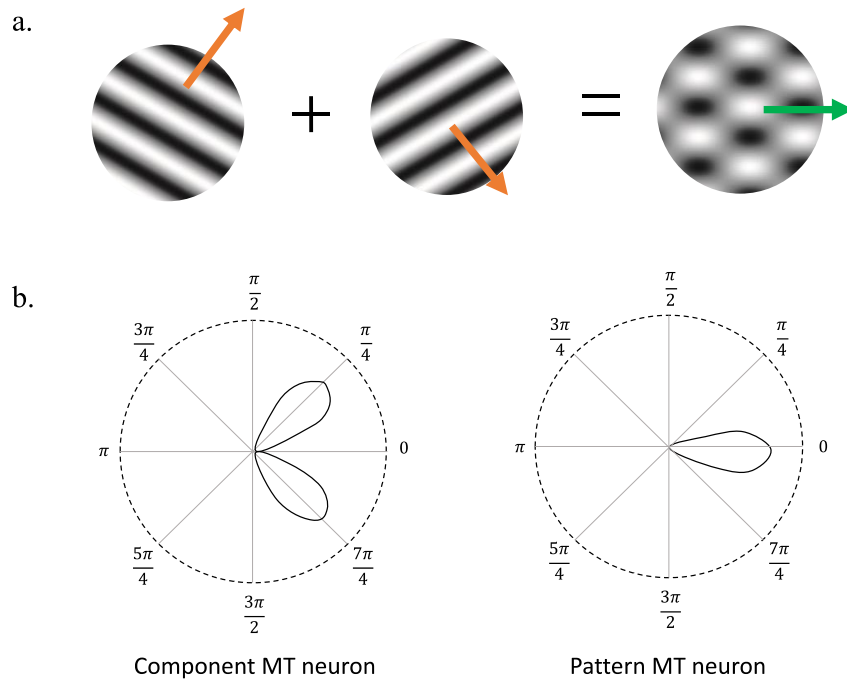 a.
+ =
b.
π/2
3π/4 π/4
π 0
5π/4 7π/4
3π/2
Component MT neuron
π/2
3π/4 π/4
π 0
5π/4 7π/4
3π/2
Pattern MT neuron